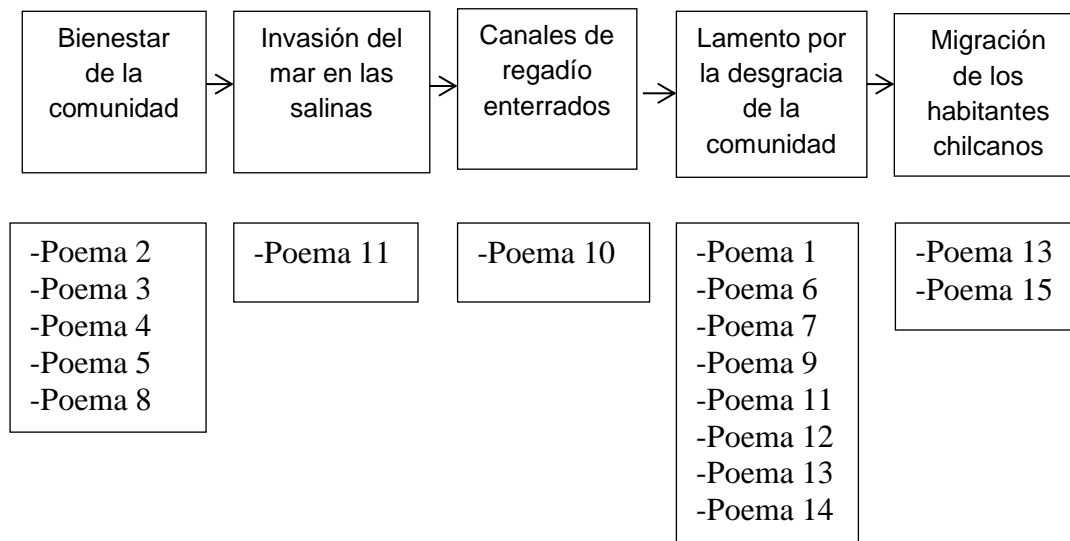 Bienestar
de la
comunidad
Invasión del
mar en las
salinas
Canales de
regadío
enterrados
Lamento por
la desgracia
de la
comunidad
Migración
de los
habitantes
chilcanos
-Poema 2
-Poema 3
-Poema 4
-Poema 5
-Poema 8
-Poema 11
-Poema 10
-Poema 1
-Poema 6
-Poema 7
-Poema 9
-Poema 11
-Poema 12
-Poema 13
-Poema 14
-Poema 13
-Poema 15